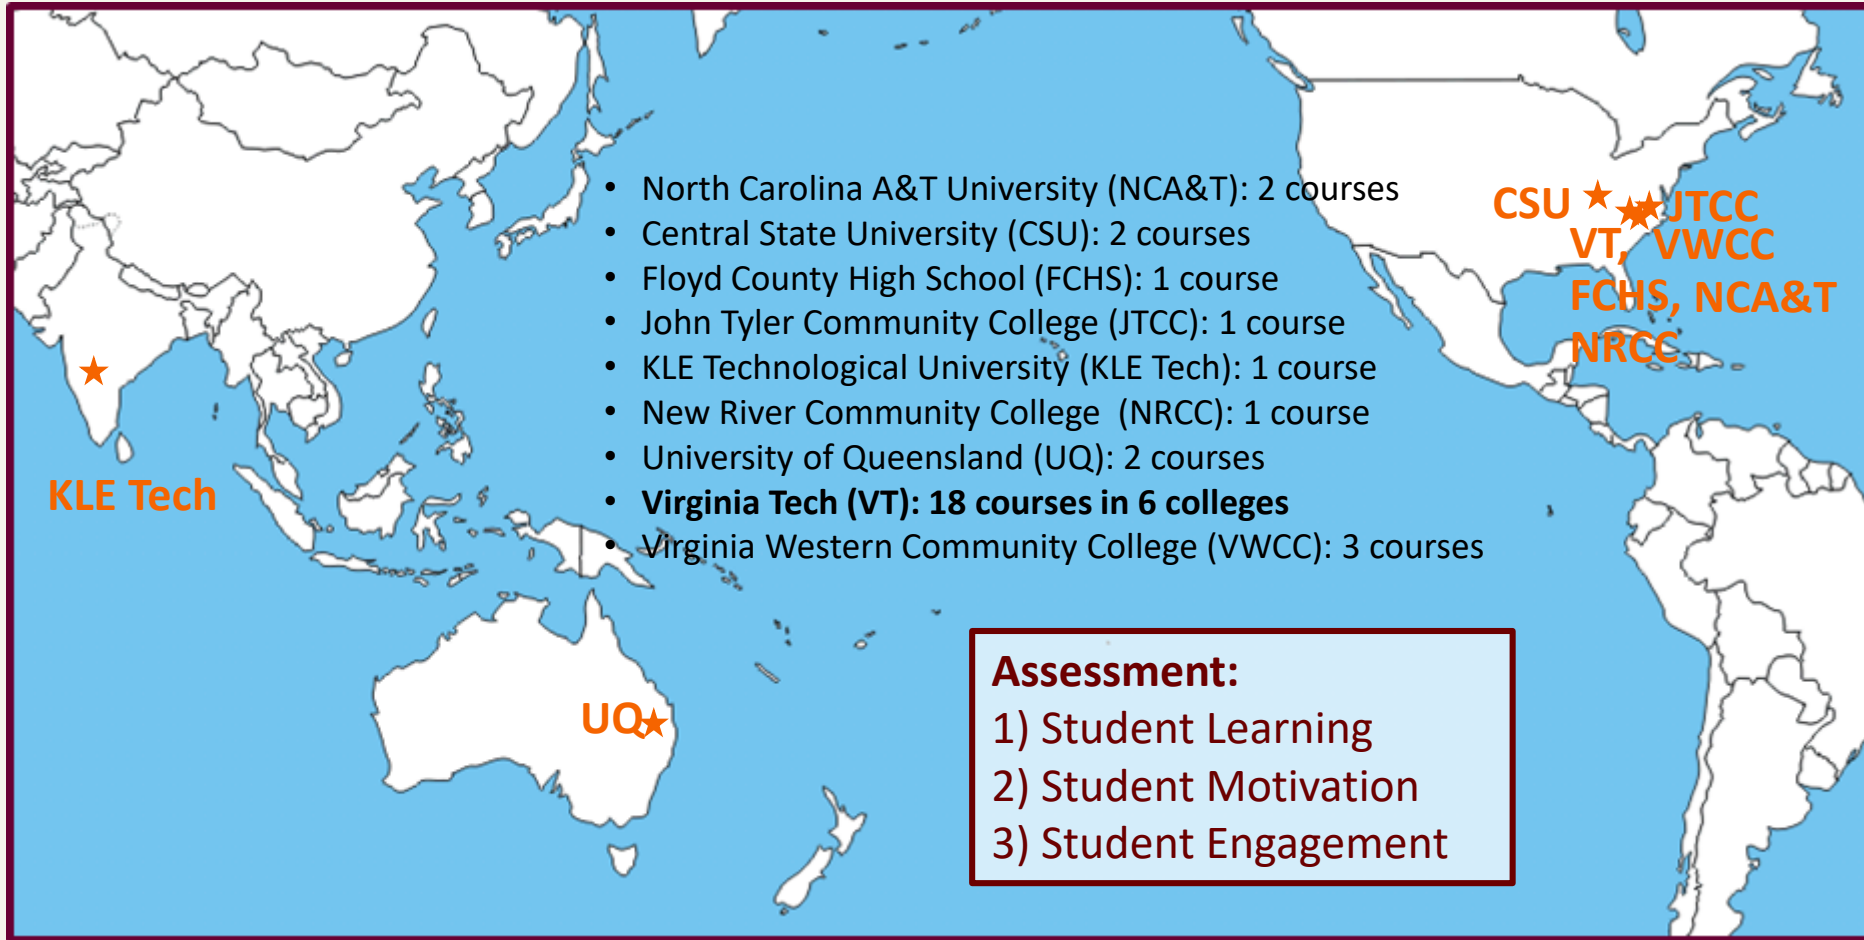 • North Carolina A&T University (NCA&T): 2 courses
• Central State University (CSU): 2 courses
• Floyd County High School (FCHS): 1 course
• John Tyler Community College (JTCC): 1 course
• KLE Technological University (KLE Tech): 1 course
• New River Community College  (NRCC): 1 course
• University of Queensland (UQ): 2 courses
• Virginia Tech (VT): 18 courses in 6 colleges
• Virginia Western Community College (VWCC): 3 courses
CSU
JTCC
VT, VWCC
FCHS, NCA&T
NRCC
KLE Tech
UQ
Assessment:
1) Student Learning
2) Student Motivation
3) Student Engagement